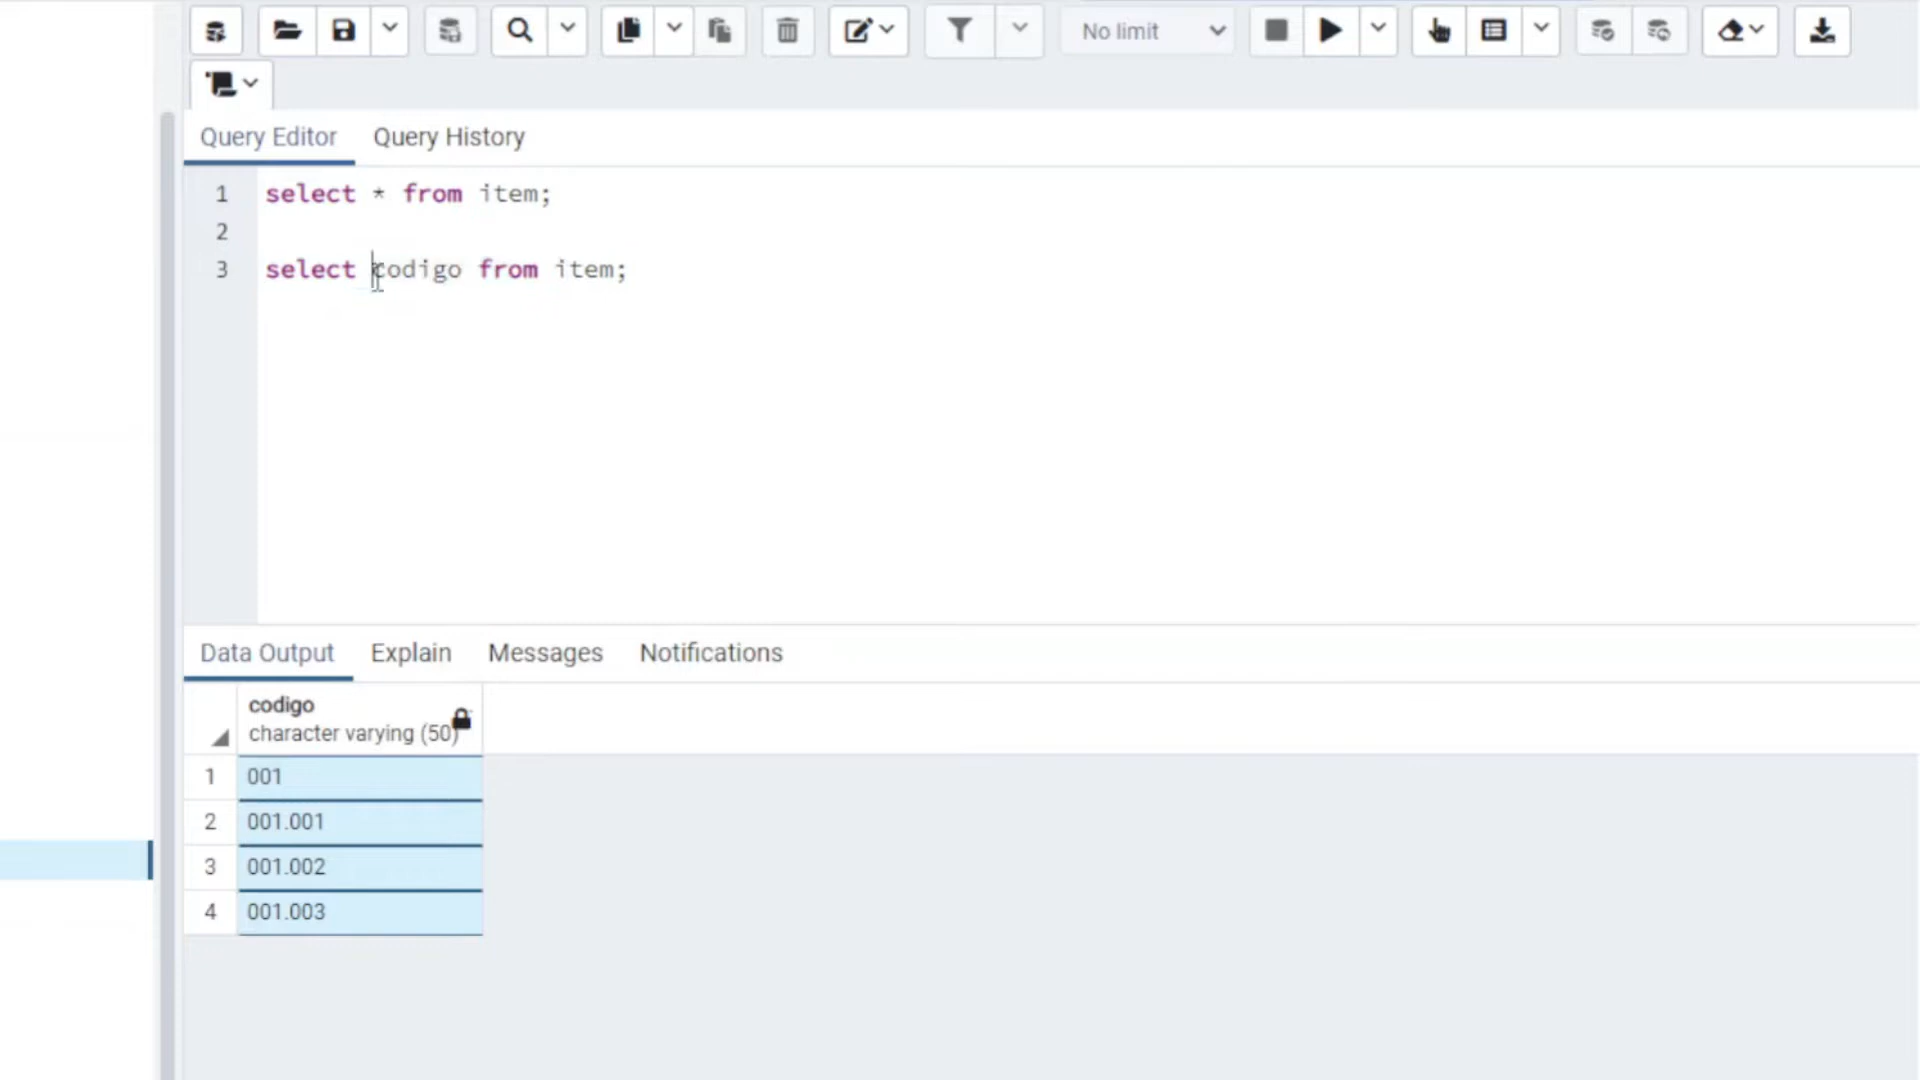 No limit
Query Editor Query History
1 select * from item;
2
3 select codigo from item;
Data Output Explain Messages Notifications
codigo
character varying (50)
1 001
2 001.001
3 001.002
4 001.003